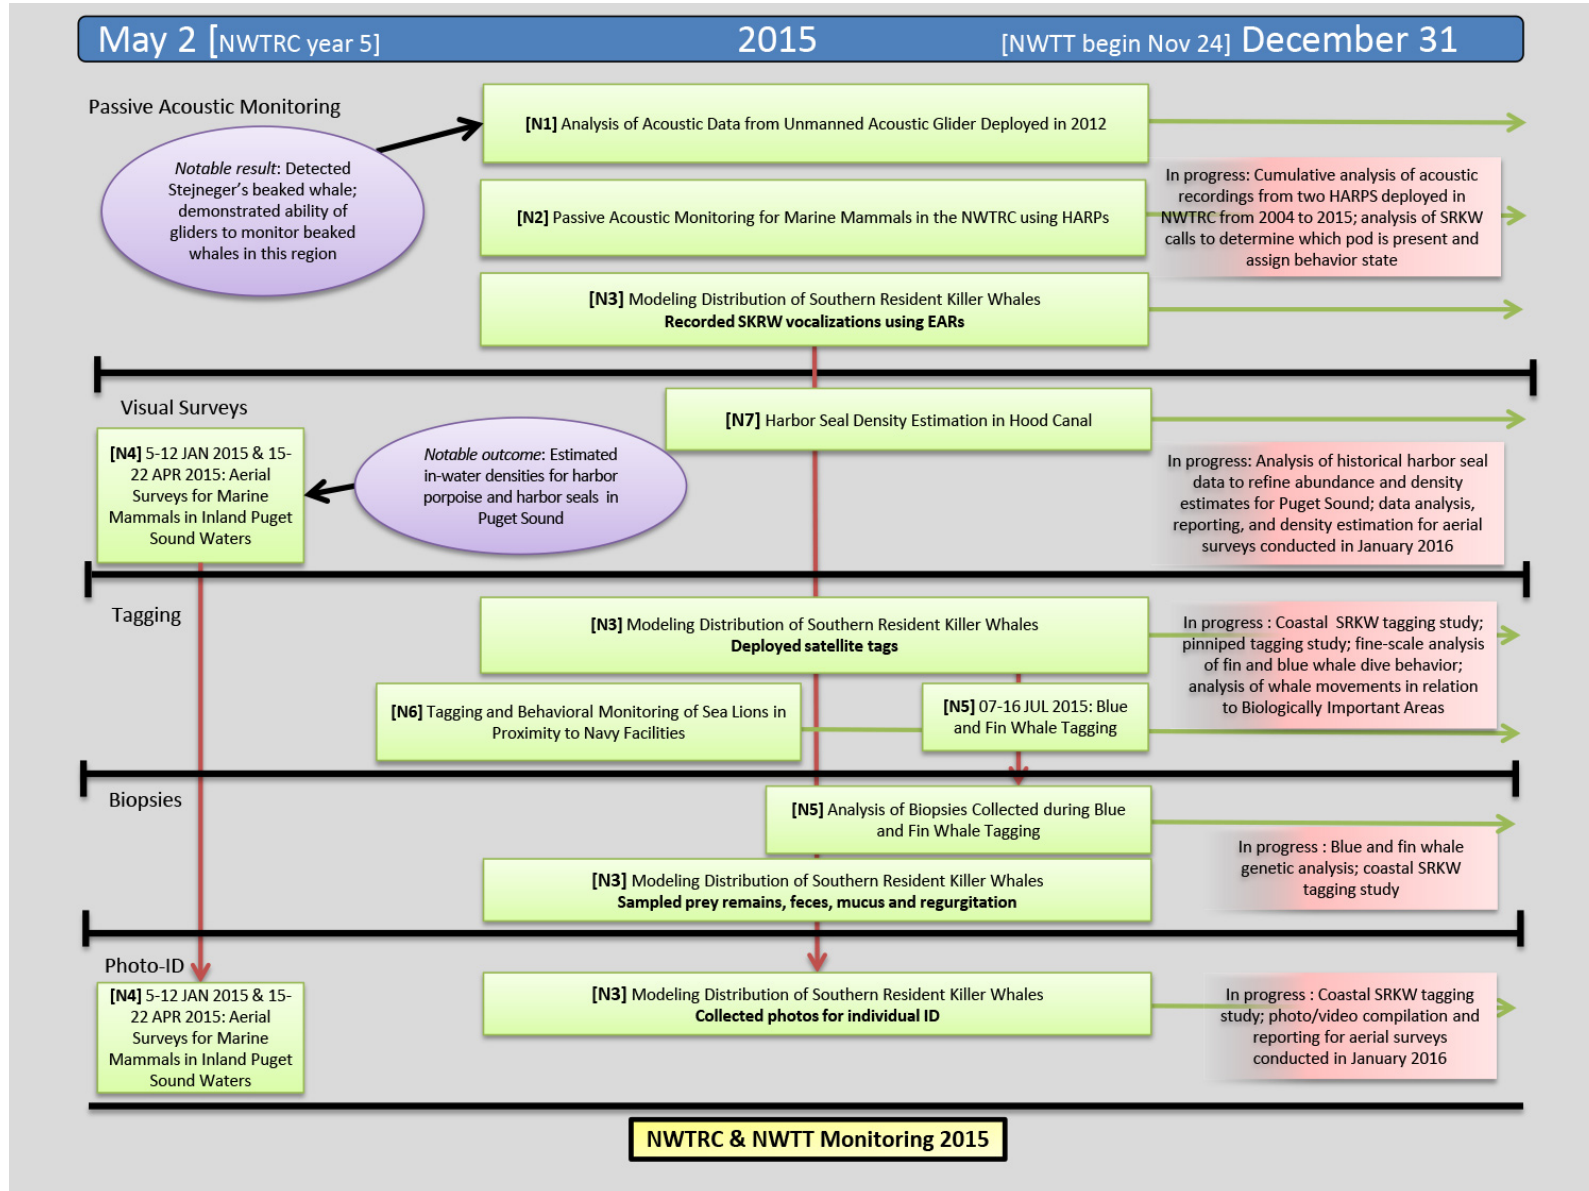 May 2 [NWTRC year 5] 2015 [NWTT begin Nov 24] December 31
Passive Acoustic Monitoring
[N1] Analysis of Acoustic Data from Unmanned Acoustic Glider Deployed in 2012
Notable result: Detected
Stejneger's beaked whale;
demonstrated ability of
gliders to monitor beaked
whales in this region
[N2] Passive Acoustic Monitoring for Marine Mammals in the NWTRC using HARPs
In progress: Cumulative analysis of acoustic
recordings from two HARPS deployed in
NWTRC from 2004 to 2015; analysis of SRKW
calls to determine which pod is present and
assign behavior state
[N3] Modeling Distribution of Southern Resident Killer Whales
Recorded SKRW vocalizations using EARs
Visual Surveys
[N7] Harbor Seal Density Estimation in Hood Canal
[N4] 5-12 JAN 2015 & 15-
22 APR 2015: Aerial
Surveys for Marine
Mammals in Inland Puget
Sound Waters
Notable outcome: Estimated
in-water densities for harbor
porpoise and harbor seals in
Puget Sound
In progress: Analysis of historical harbor seal
data to refine abundance and density
estimates for Puget Sound; data analysis,
reporting, and density estimation for aerial
surveys conducted in January 2016
Tagging
[N3] Modeling Distribution of Southern Resident Killer Whales
Deployed satellite tags
In progress : Coastal SRKW tagging study;
pinniped tagging study; fine-scale analysis
of fin and blue whale dive behavior;
analysis of whale movements in relation
to Biologically Important Areas
[N6] Tagging and Behavioral Monitoring of Sea Lions in
Proximity to Navy Facilities
[N5] 07-16 JUL 2015: Blue
and Fin Whale Tagging
Biopsies
[N5] Analysis of Biopsies Collected during Blue
and Fin Whale Tagging
In progress : Blue and fin whale
genetic analysis; coastal SRKW
tagging study
[N3] Modeling Distribution of Southern Resident Killer Whales
Sampled prey remains, feces, mucus and regurgitation
Photo-ID
[N4] 5-12 JAN 2015 & 15-
22 APR 2015: Aerial
Surveys for Marine
Mammals in Inland Puget
Sound Waters
[N3] Modeling Distribution of Southern Resident Killer Whales
Collected photos for individual ID
In progress : Coastal SRKW tagging
study; photo/video compilation and
reporting for aerial surveys
conducted in January 2016
NWTRC & NWTT Monitoring 2015